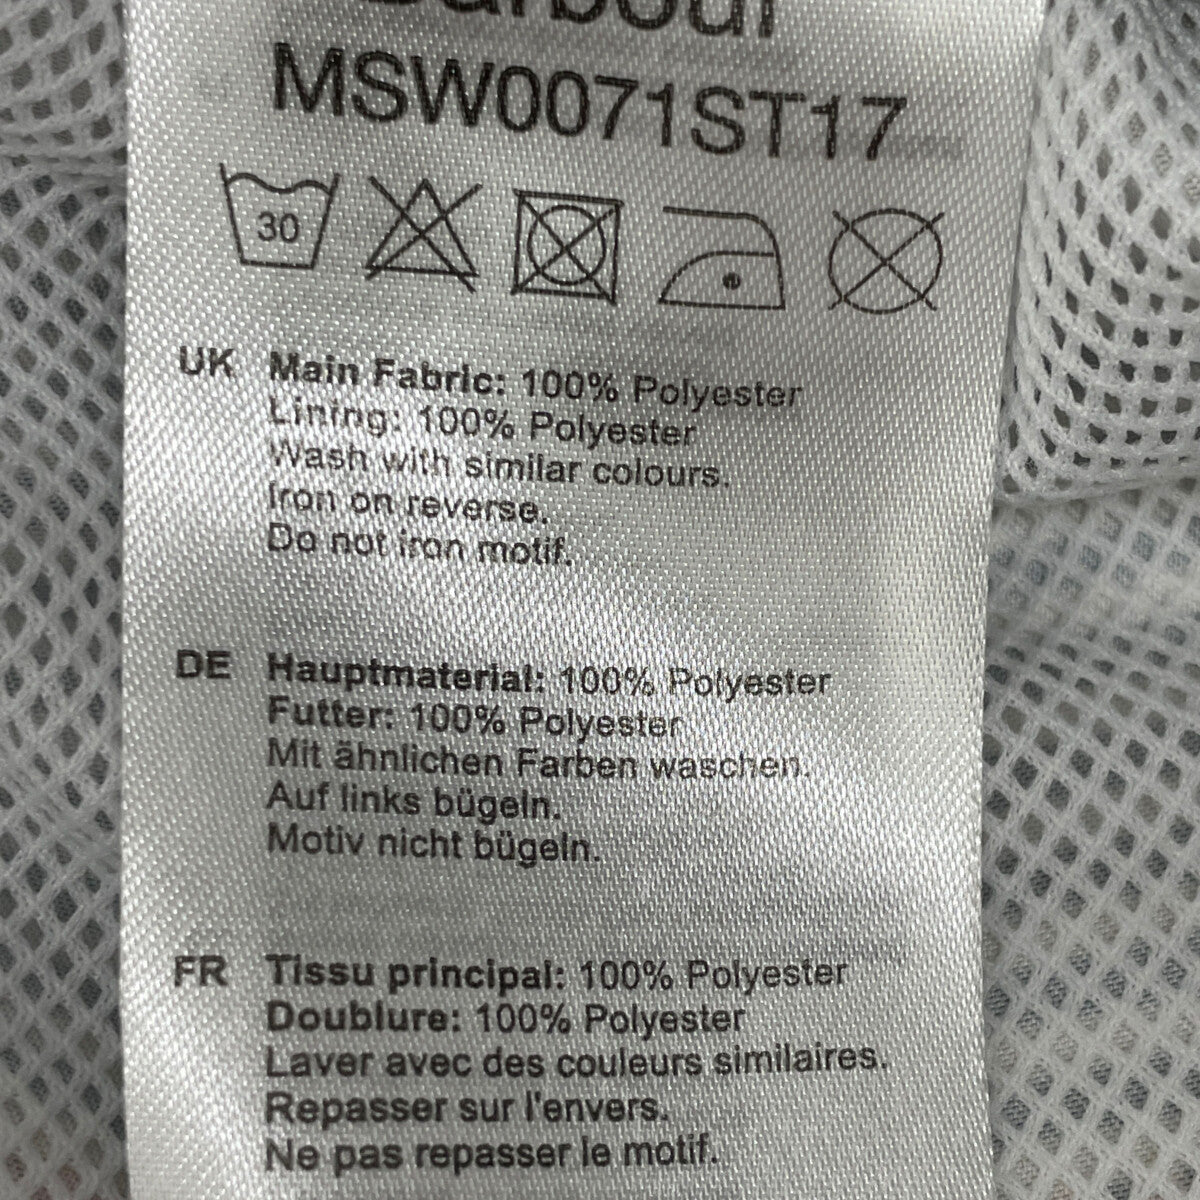 Barbour
MSW0071ST17
30
UK Main Fabric: 100% Polyester
Lining: 100% Polyester
Wash with similar colours.
Iron on reverse.
Do not iron motif.
DE Hauptmaterial: 100% Polyester
Futter: 100% Polyester
Mit ähnlichen Farben waschen.
Auf links bügeln.
Motiv nicht bügeln.
FR Tissu principal: 100% Polyester
Doublure: 100% Polyester
Laver avec des couleurs similaires.
Repasser sur l'envers.
Ne pas repasser le motif.